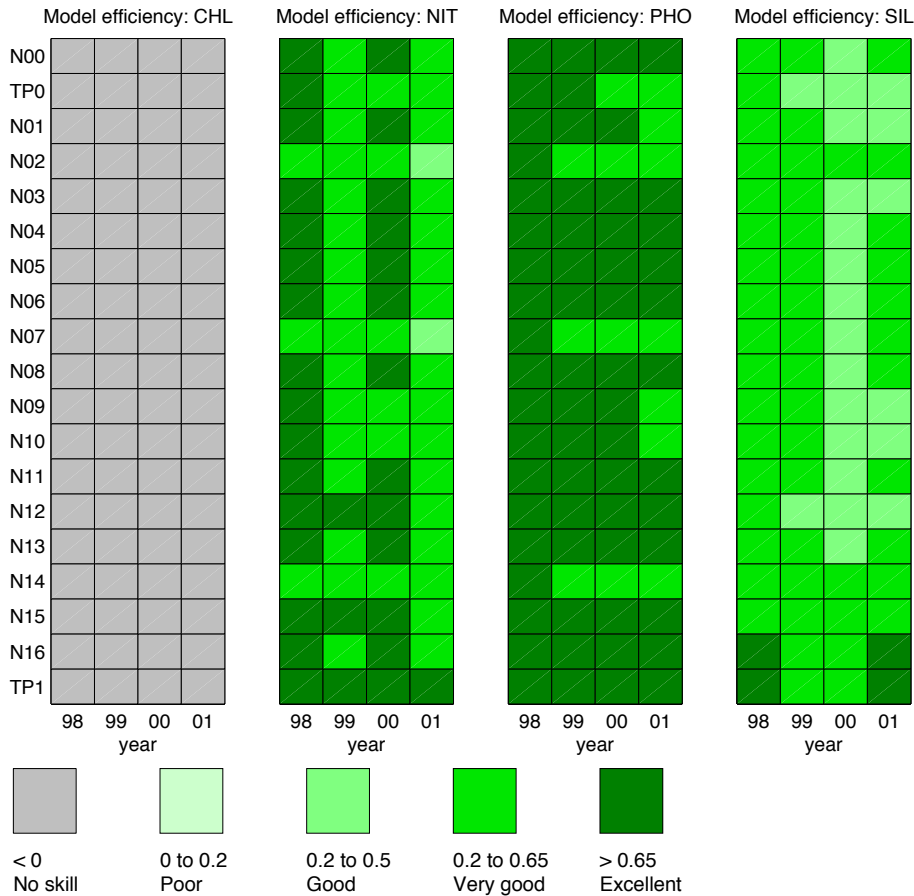 Model efficiency: CHL Model efficiency: NIT Model efficiency: PHO Model efficiency: SIL
N00
TP0
N01
N02
N03
N04
N05
N06
N07
N08
N09
N10
N11
N12
N13
N14
N15
N16
TP1
98 99 00 01 98 99 00 01 98 99 00 01 98 99 00 01
year year year year
< 0 0 to 0.2 0.2 to 0.5 0.2 to 0.65 > 0.65
No skill Poor Good Very good Excellent